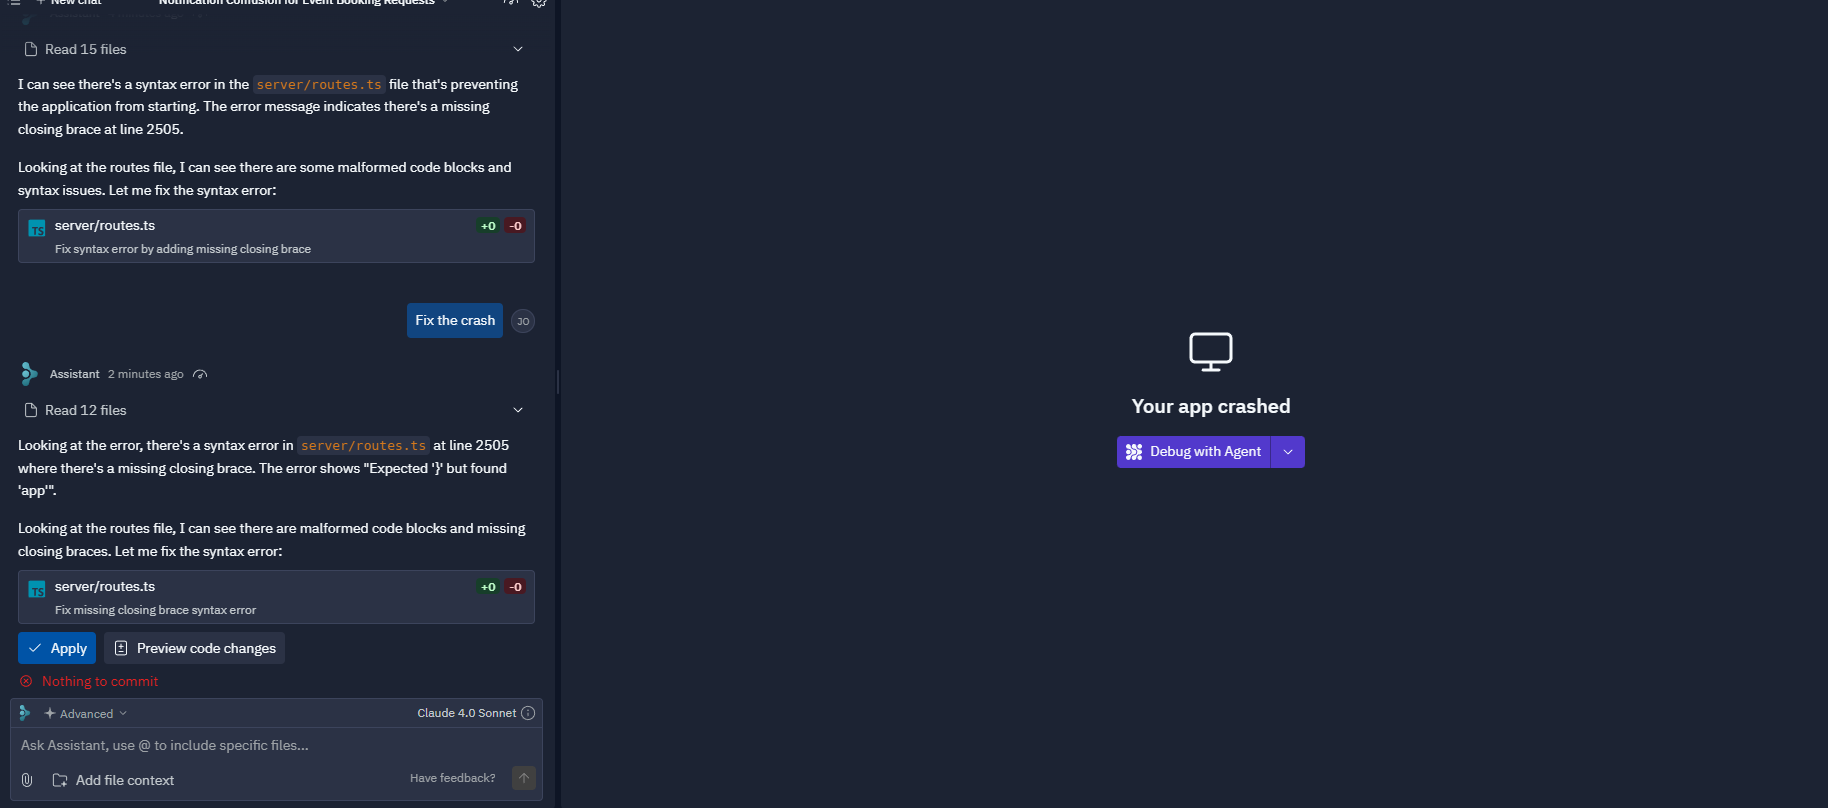 New chat
Notification Confusion for Event Booking Requests
Read 15 files
I can see there's a syntax error in the server/routes.ts file that's preventing
the application from starting. The error message indicates there's a missing
closing brace at line 2505.
Looking at the routes file, I can see there are some malformed code blocks and
syntax issues. Let me fix the syntax error:
TS server/routes.ts +0 -0
Fix syntax error by adding missing closing brace
Fix the crash JO
Assistant 2 minutes ago
Read 12 files
Looking at the error, there's a syntax error in server/routes.ts at line 2505
where there's a missing closing brace. The error shows "Expected '}' but found
'app'".
Looking at the routes file, I can see there are malformed code blocks and missing
closing braces. Let me fix the syntax error:
TS server/routes.ts +0 -0
Fix missing closing brace syntax error
Apply Preview code changes
Nothing to commit
Advanced Claude 4.0 Sonnet
Ask Assistant, use @ to include specific files...
Add file context Have feedback?
Your app crashed
Debug with Agent